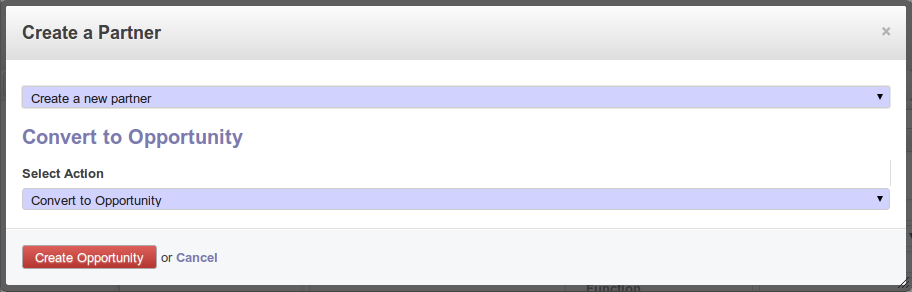 Create a Partner ×
Create a new partner
Convert to Opportunity
Select Action
Convert to Opportunity
Create Opportunity or Cancel
Function